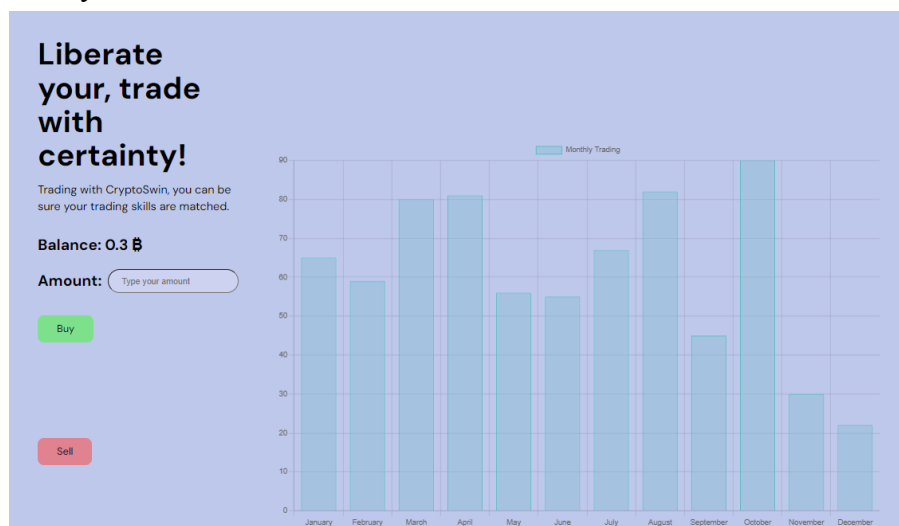 Liberate
your, trade
with
certainty!
Trading with CryptoSwin, you can be
sure your trading skills are matched.
Balance: 0.3 ₿
Amount: Type your amount
Buy
Sell
Monthly Trading
90
80
70
60
50
40
30
20
10
0
January February March April May June July August September October November December